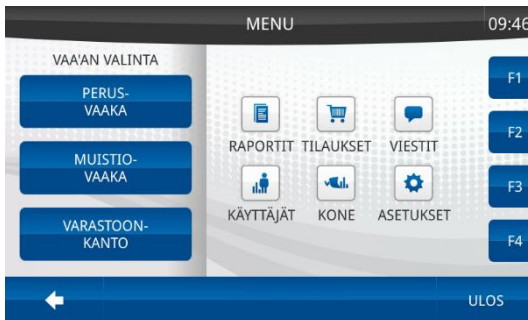 MENU
09:46
VAA'AN VALINTA
PERUS-
VAAKA
MUISTIO-
VAAKA
VARASTOON-
KANTO
RAPORTIT TILAUKSET VIESTIT
KÄYTTÄJÄT KONE ASETUKSET
F1
F2
F3
F4
ULOS